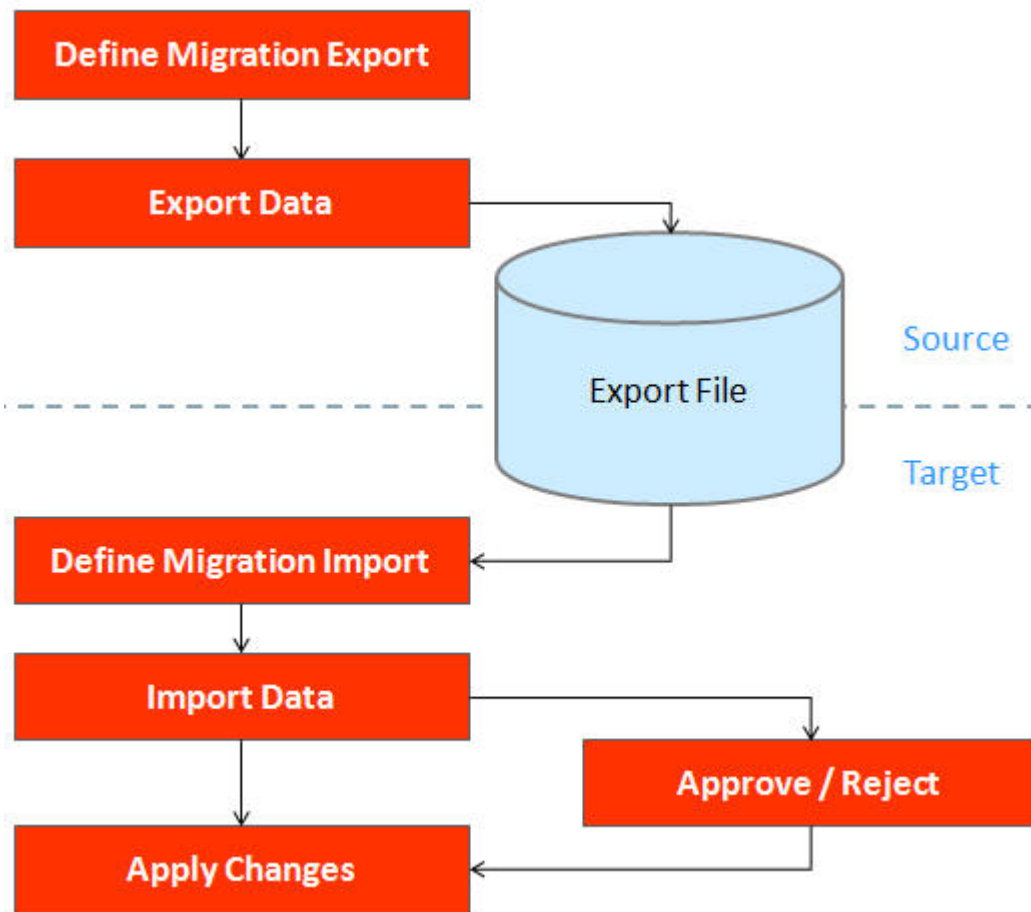 Define Migration Export
Export Data
Export File
Source
Target
Define Migration Import
Import Data
Approve / Reject
Apply Changes